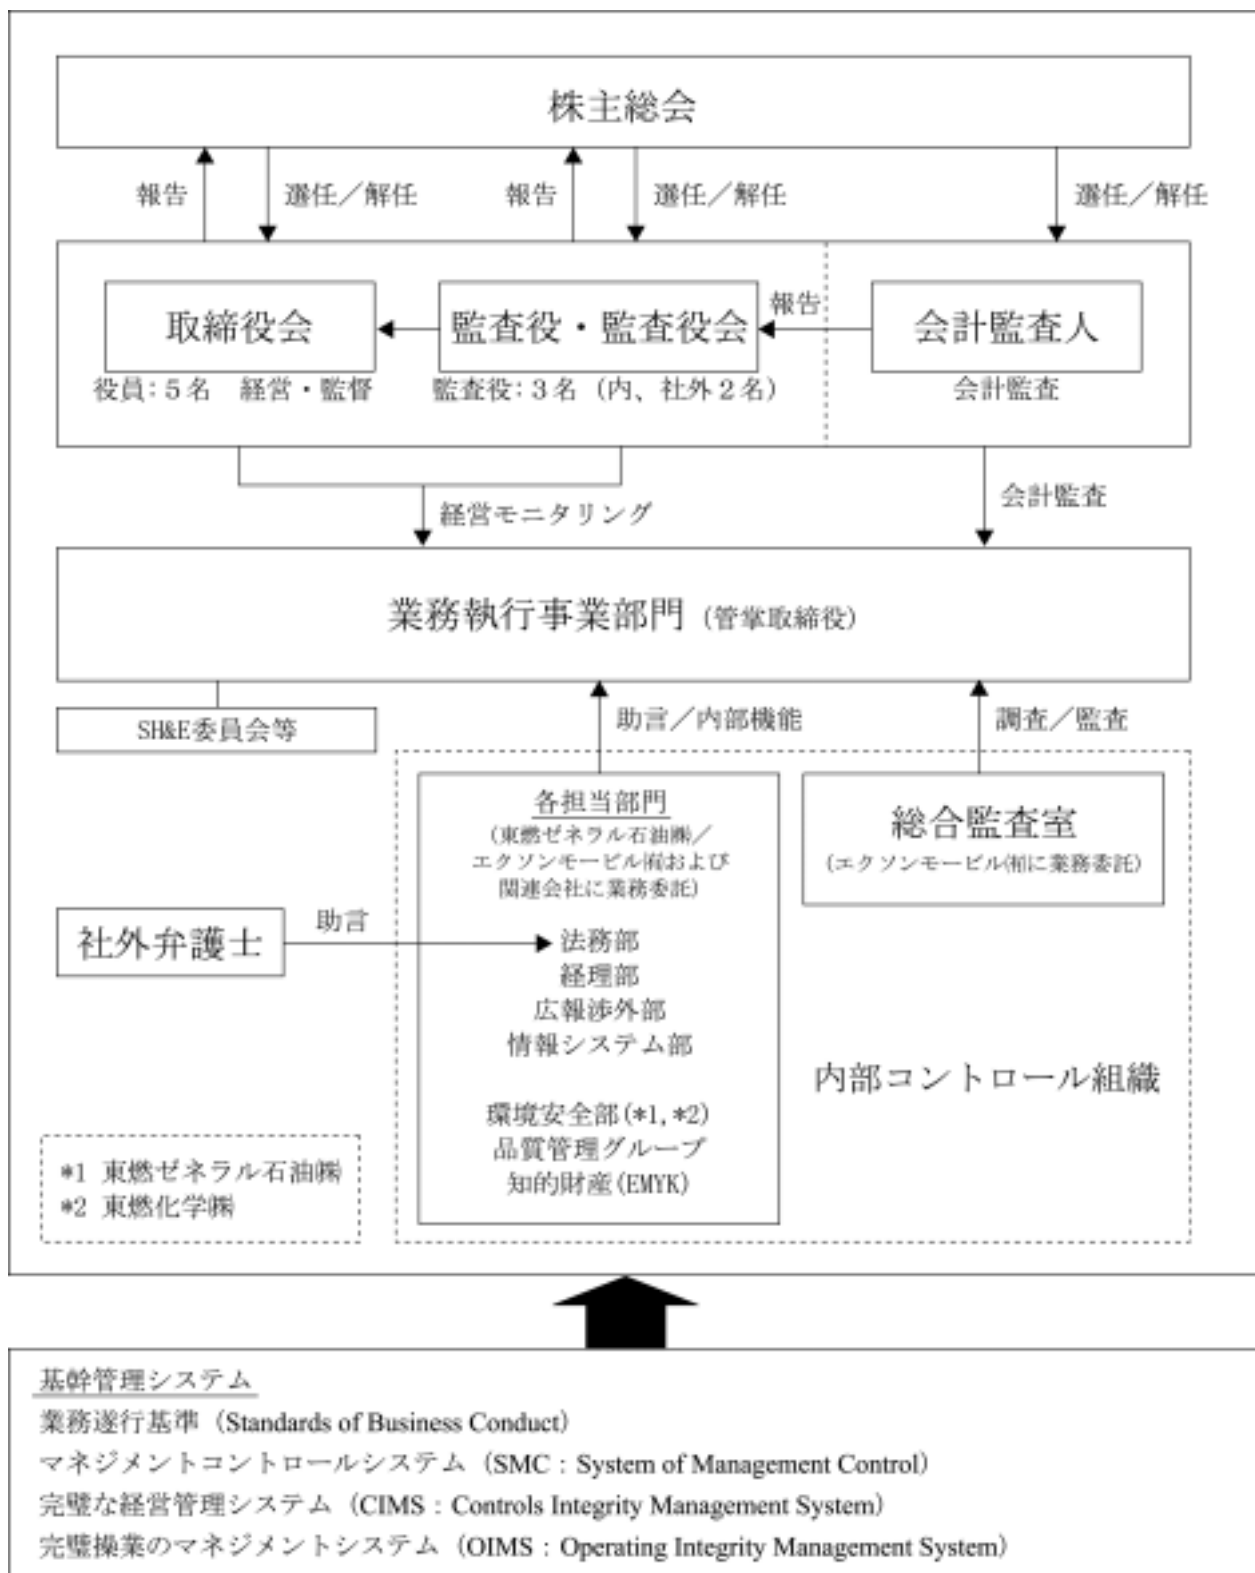 株主総会
報告
選任／解任
報告
選任／解任
選任／解任
取締役会
役員：５名　経営・監督
監査役・監査役会
監査役：３名（内、社外２名）
報告
会計監査人
会計監査
経営モニタリング
会計監査
業務執行事業部門（管掌取締役）
SH&E委員会等
助言／内部機能
調査／監査
各担当部門
（東燃ゼネラル石油㈱／
エクソンモービル㈲および
関連会社に業務委託）
総合監査室
（エクソンモービル㈲に業務委託）
社外弁護士
助言
法務部
経理部
広報渉外部
情報システム部
環境安全部(*1,*2)
品質管理グループ
知的財産(EMYK)
内部コントロール組織
*1 東燃ゼネラル石油㈱
*2 東燃化学㈱
基幹管理システム
業務遂行基準（Standards of Business Conduct）
マネジメントコントロールシステム（SMC：System of Management Control）
完璧な経営管理システム（CIMS：Controls Integrity Management System）
完璧操業のマネジメントシステム（OIMS：Operating Integrity Management System）